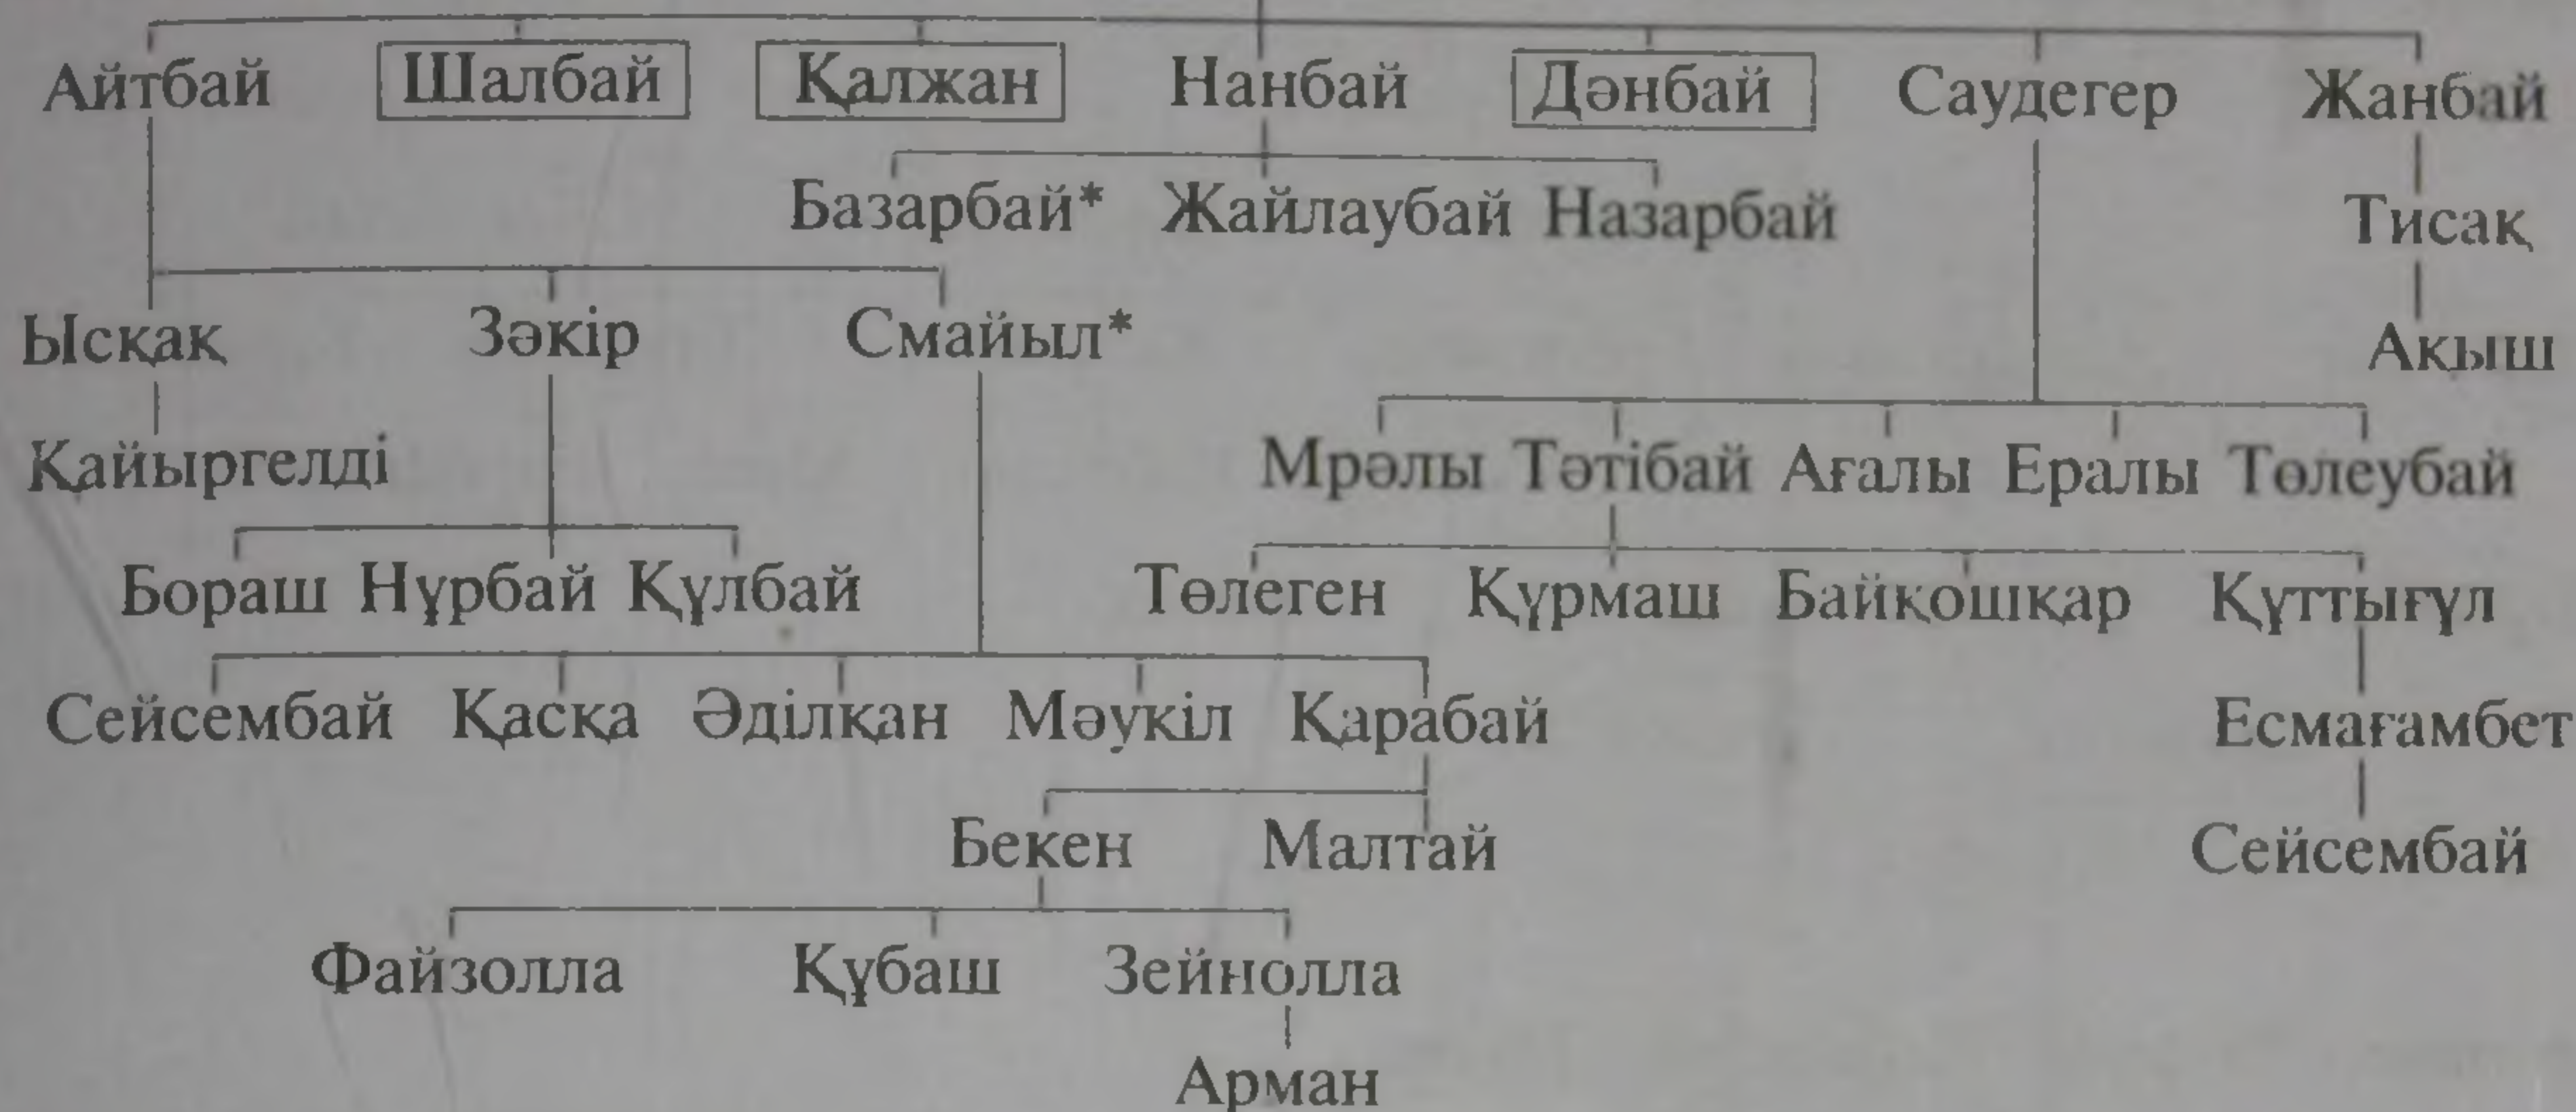 Айтбай Шалбай Қалжан Нанбай Дәнбай Саудегер Жанбай
Базарбай* Жайлаубай Назарбай Тисақ
Ысқақ Зәкір Смайыл* Ақыш
Қайыргелді Мрәлы Тәтібай Ағалы Ералы Төлеубай
Бораш Нұрбай Құлбай Төлеген Құрмаш Байқошқар Құттығұл
Сейсембай Қасқа Әділқан Мәукіл Қарабай Есмағамбет
Бекен Малтай Сейсембай
Файзолла Құбаш Зейнолла
Арман